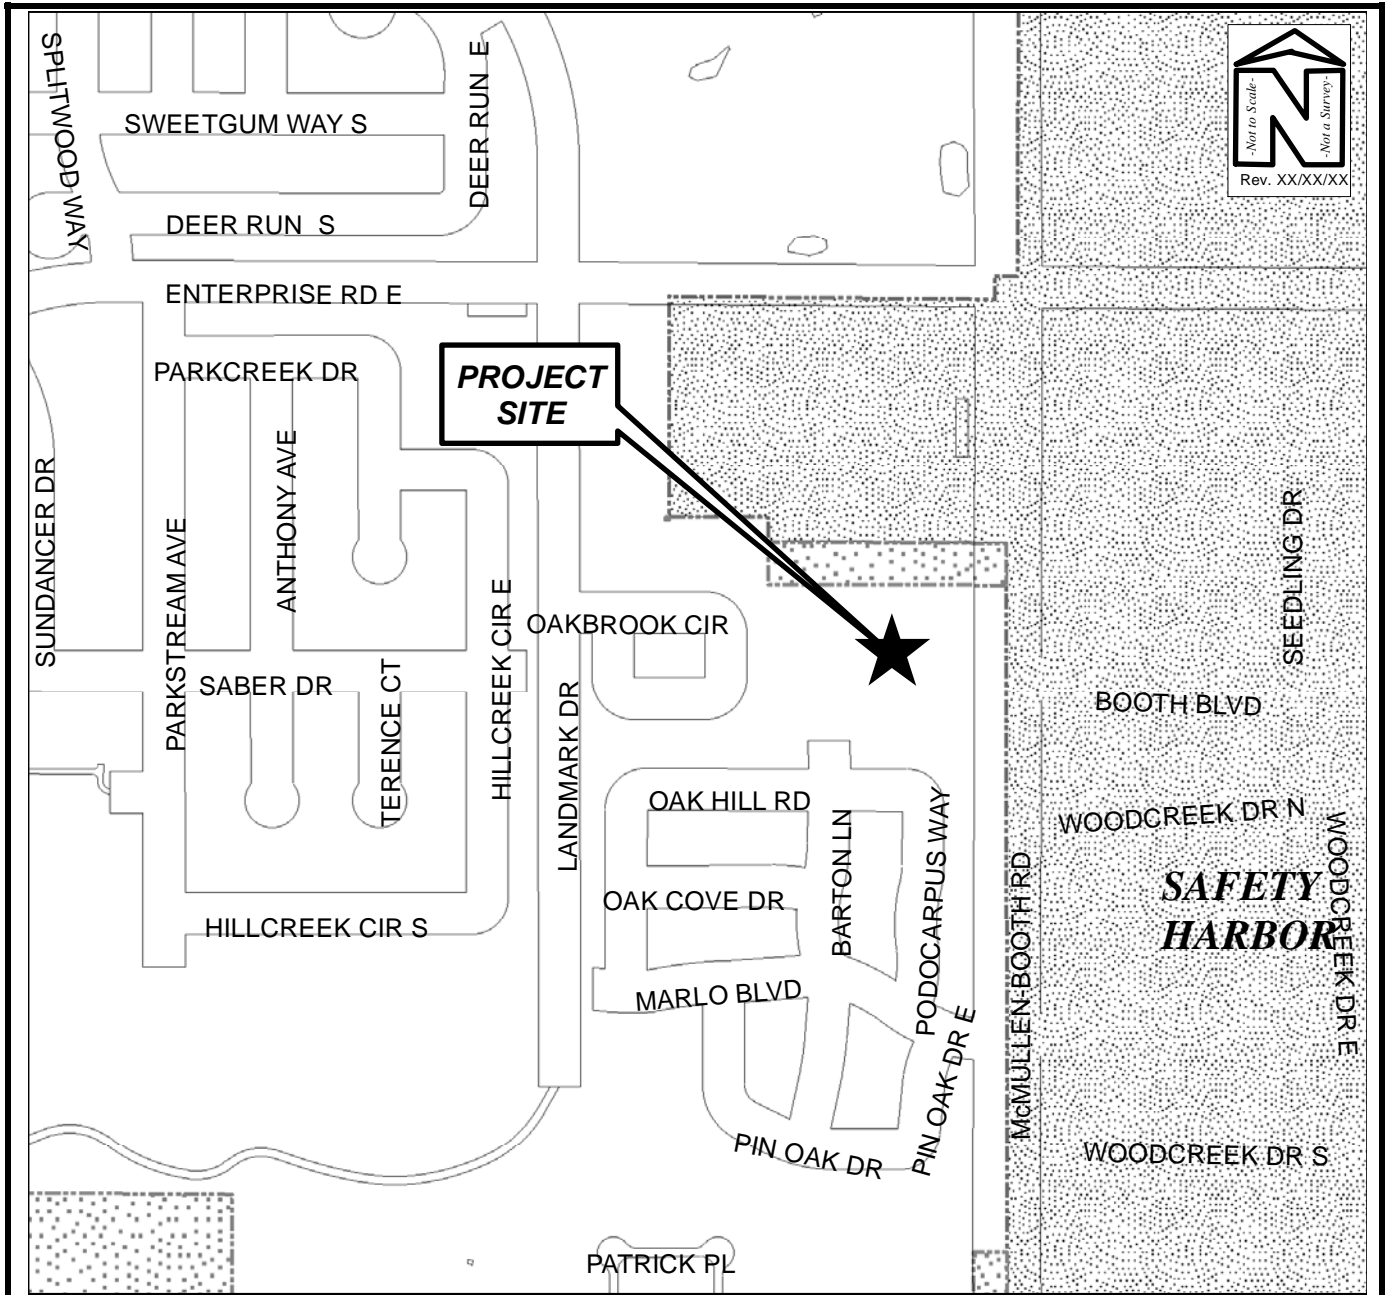 SPLITWOOD WAY
SWEETGUM WAY S
DEER RUN  E
DEER RUN  S
ENTERPRISE RD E
-Not to Scale-
N
-Not a Survey-
Rev. XX/XX/XX
PARKCREEK DR
PROJECT
SITE
SUNDANCER DR
PARKSTREAM AVE
ANTHONY AVE
HILLCREEK CIR E
OAKBROOK CIR
SEEDLING DR
SABER DR
TERENCE CT
LANDMARK DR
BOOTH BLVD
OAK HILL RD
BARTON LN
PODOCARPUS WAY
WOODCREEK DR N
WOODCREEK DR E
SAFETY
HARBOR
OAK COVE DR
HILLCREEK CIR S
MARLO BLVD
McMULLEN-BOOTH RD
PIN OAK DR E
PIN OAK DR
WOODCREEK DR S
PATRICK PL